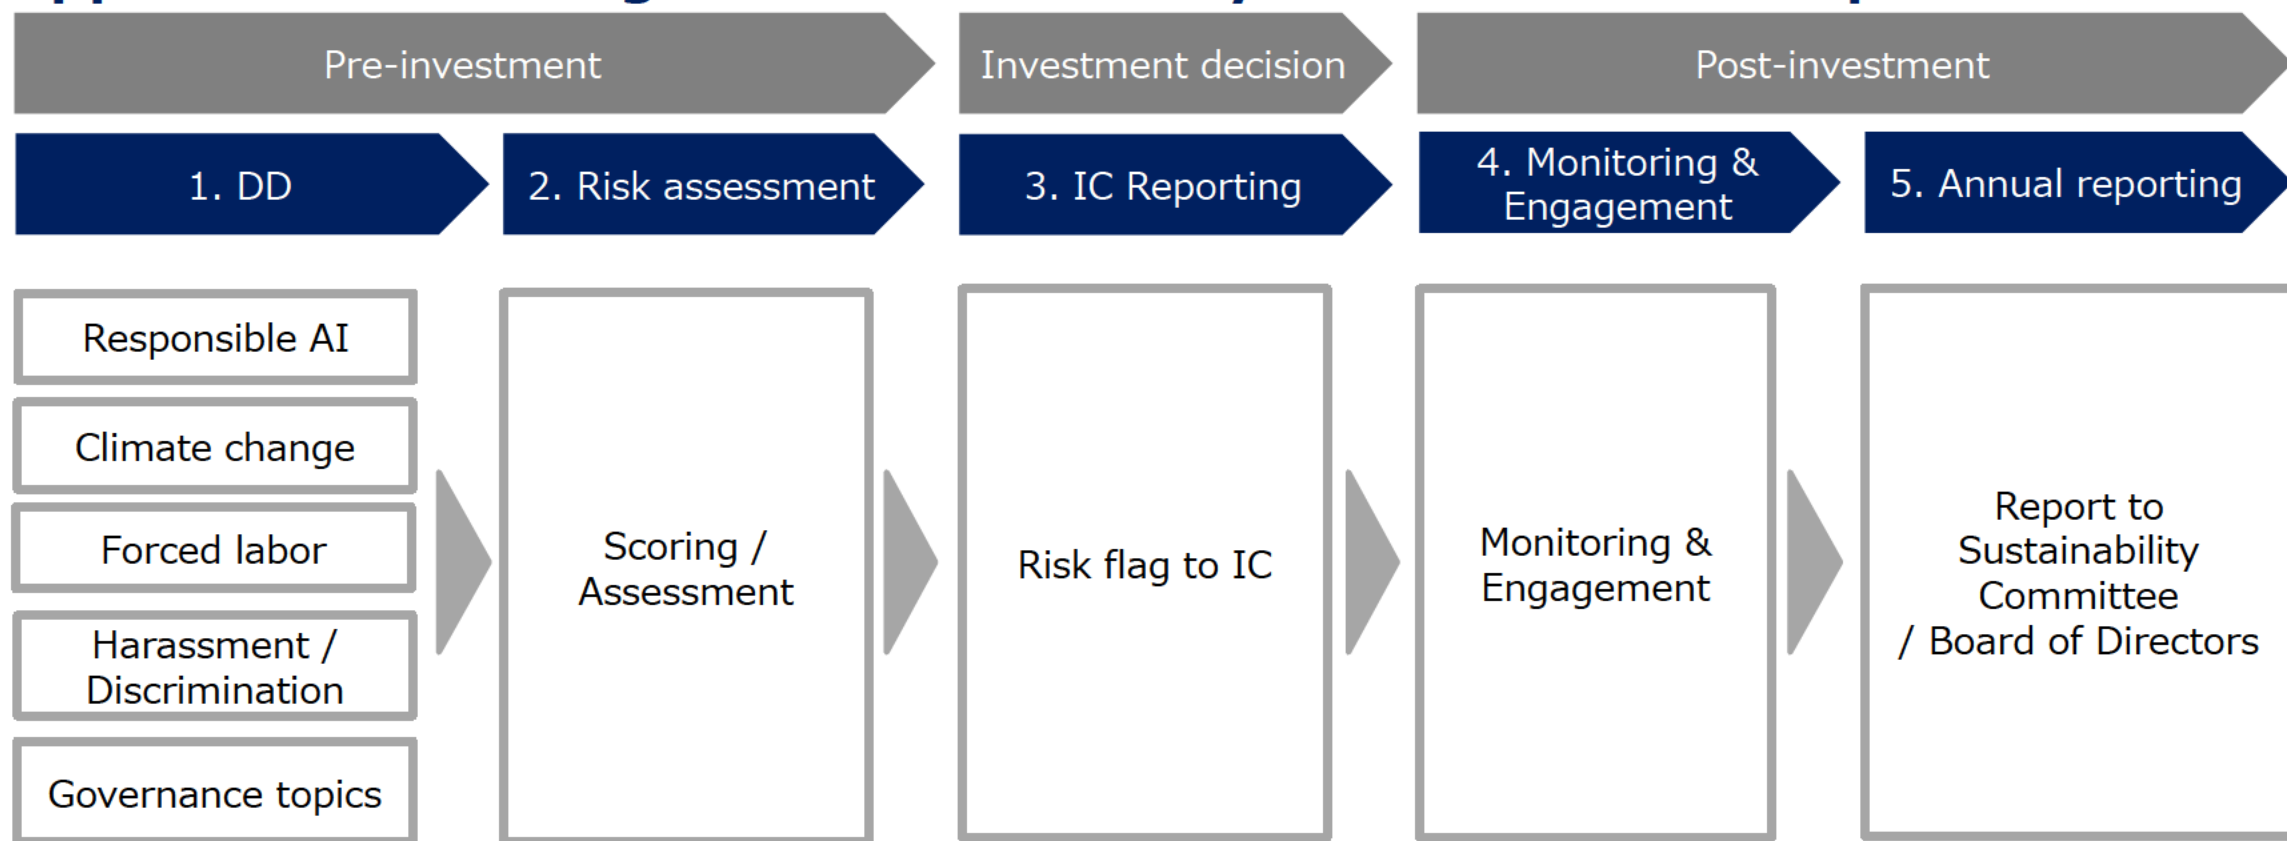 Pre-investment
Investment decision
Post-investment
1. DD
2. Risk assessment
3. IC Reporting
4. Monitoring &
Engagement
5. Annual reporting
Responsible AI
Climate change
Forced labor
Harassment /
Discrimination
Governance topics
Scoring /
Assessment
Risk flag to IC
Monitoring &
Engagement
Report to
Sustainability
Committee
/ Board of Directors